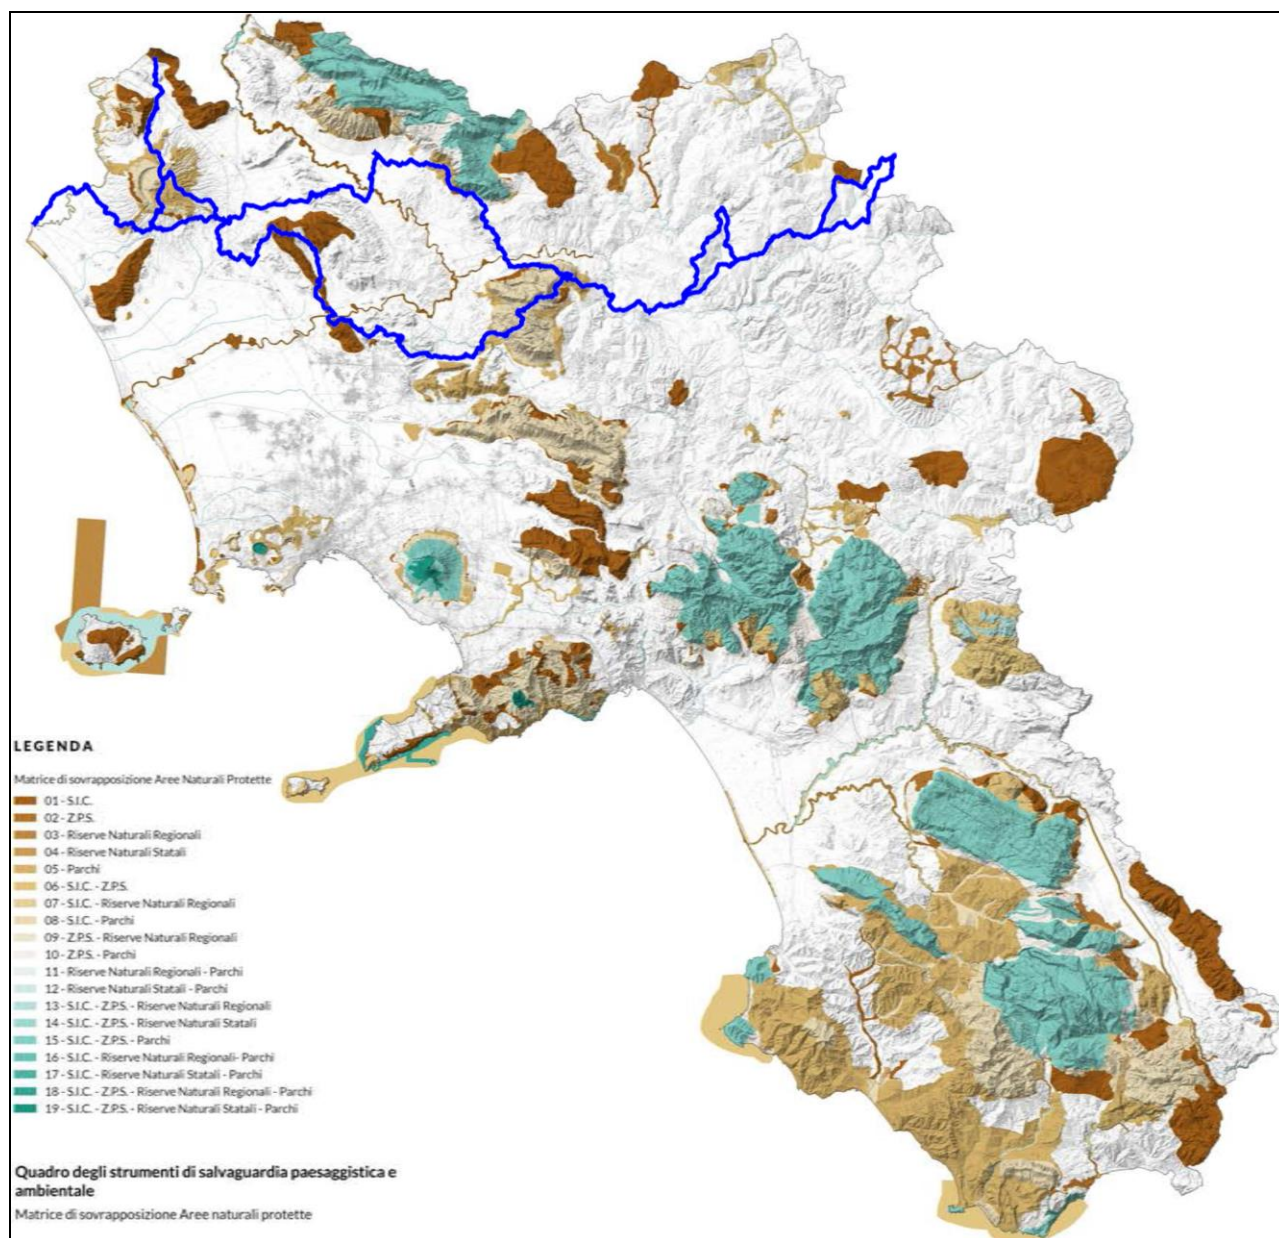 LEGENDA
Matrice di sovrapposizione Aree Naturali Protette
01 - S.I.C.
02 - Z.P.S.
03 - Riserve Naturali Regionali
04 - Riserve Naturali Statali
05 - Parchi
06 - S.I.C. - Z.P.S.
07 - S.I.C. - Riserve Naturali Regionali
08 - S.I.C. - Parchi
09 - Z.P.S. - Riserve Naturali Regionali
10 - Z.P.S. - Parchi
11 - Riserve Naturali Regionali - Parchi
12 - Riserve Naturali Statali - Parchi
13 - S.I.C. - Z.P.S. - Riserve Naturali Regionali
14 - S.I.C. - Z.P.S. - Riserve Naturali Statali
15 - S.I.C. - Z.P.S. - Parchi
16 - S.I.C. - Riserve Naturali Regionali- Parchi
17 - S.I.C. - Riserve Naturali Statali - Parchi
18 - S.I.C. - Z.P.S. - Riserve Naturali Regionali - Parchi
19 - S.I.C. - Z.P.S. - Riserve Naturali Statali - Parchi
Quadro degli strumenti di salvaguardia paesaggistica e
ambientale
Matrice di sovrapposizione Aree naturali protette